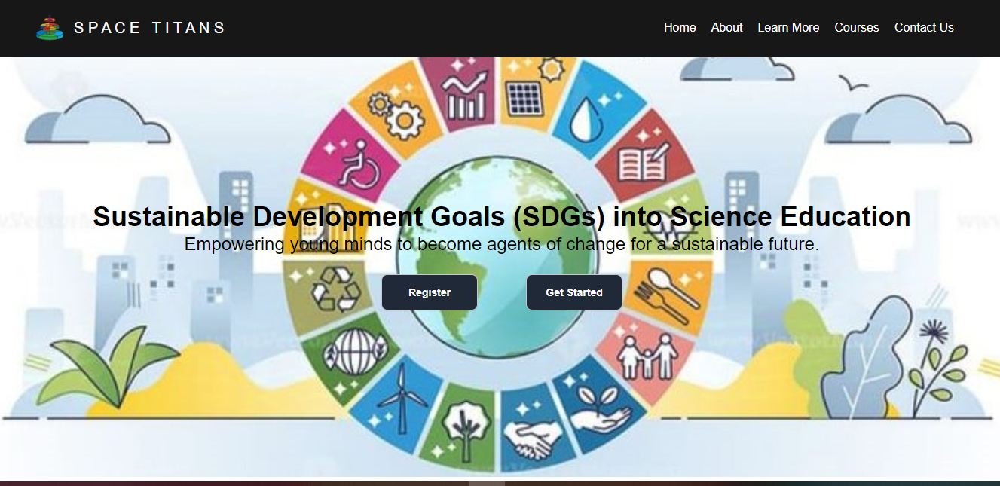 SPACE TITANS
Home About Learn More Courses Contact Us
Sustainable Development Goals (SDGs) into Science Education
Empowering young minds to become agents of change for a sustainable future.
Register Get Started